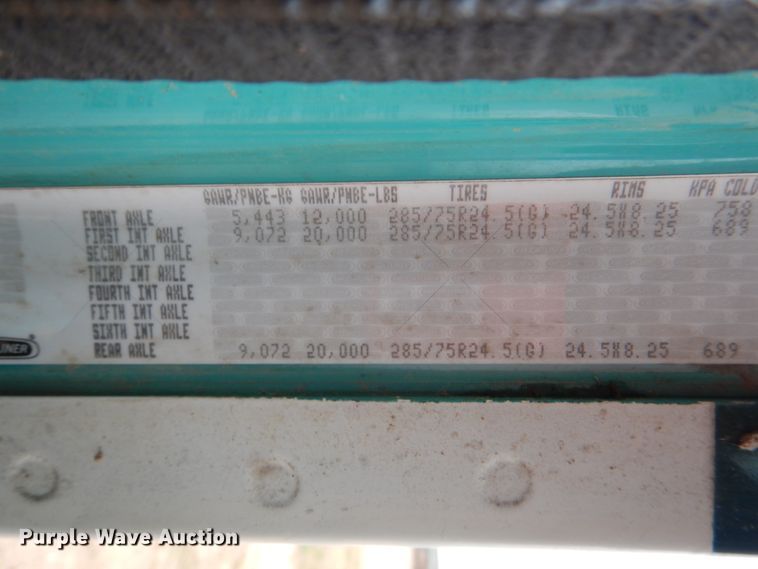 GAWR/PNBE-KG GAWR/PNBE-LBS TIRES RIMS KPA COLD
FRONT AXLE 5,443 12,000 285/75R24.5(G) 24.5X8.25 758
FIRST INT AXLE 9,072 20,000 285/75R24.5(G) 24.5X8.25 689
SECOND INT AXLE
THIRD INT AXLE
FOURTH INT AXLE
FIFTH INT AXLE
SIXTH INT AXLE
REAR AXLE 9,072 20,000 285/75R24.5(G) 24.5X8.25 689
Purple Wave Auction